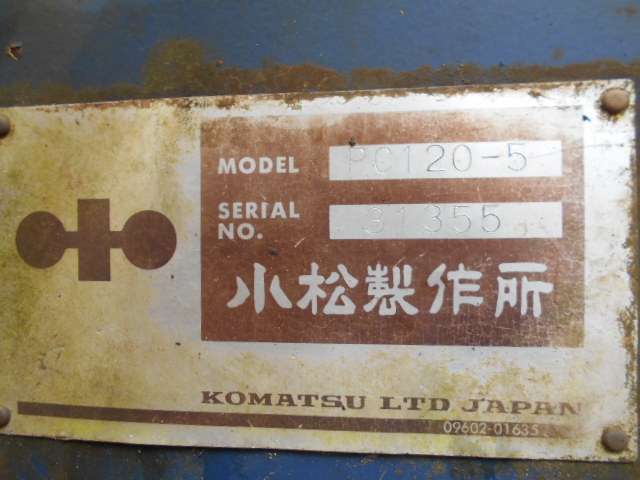 MODEL PC120-5
SERIAL NO. 31355
小松製作所
KOMATSU LTD JAPAN
09602-01635